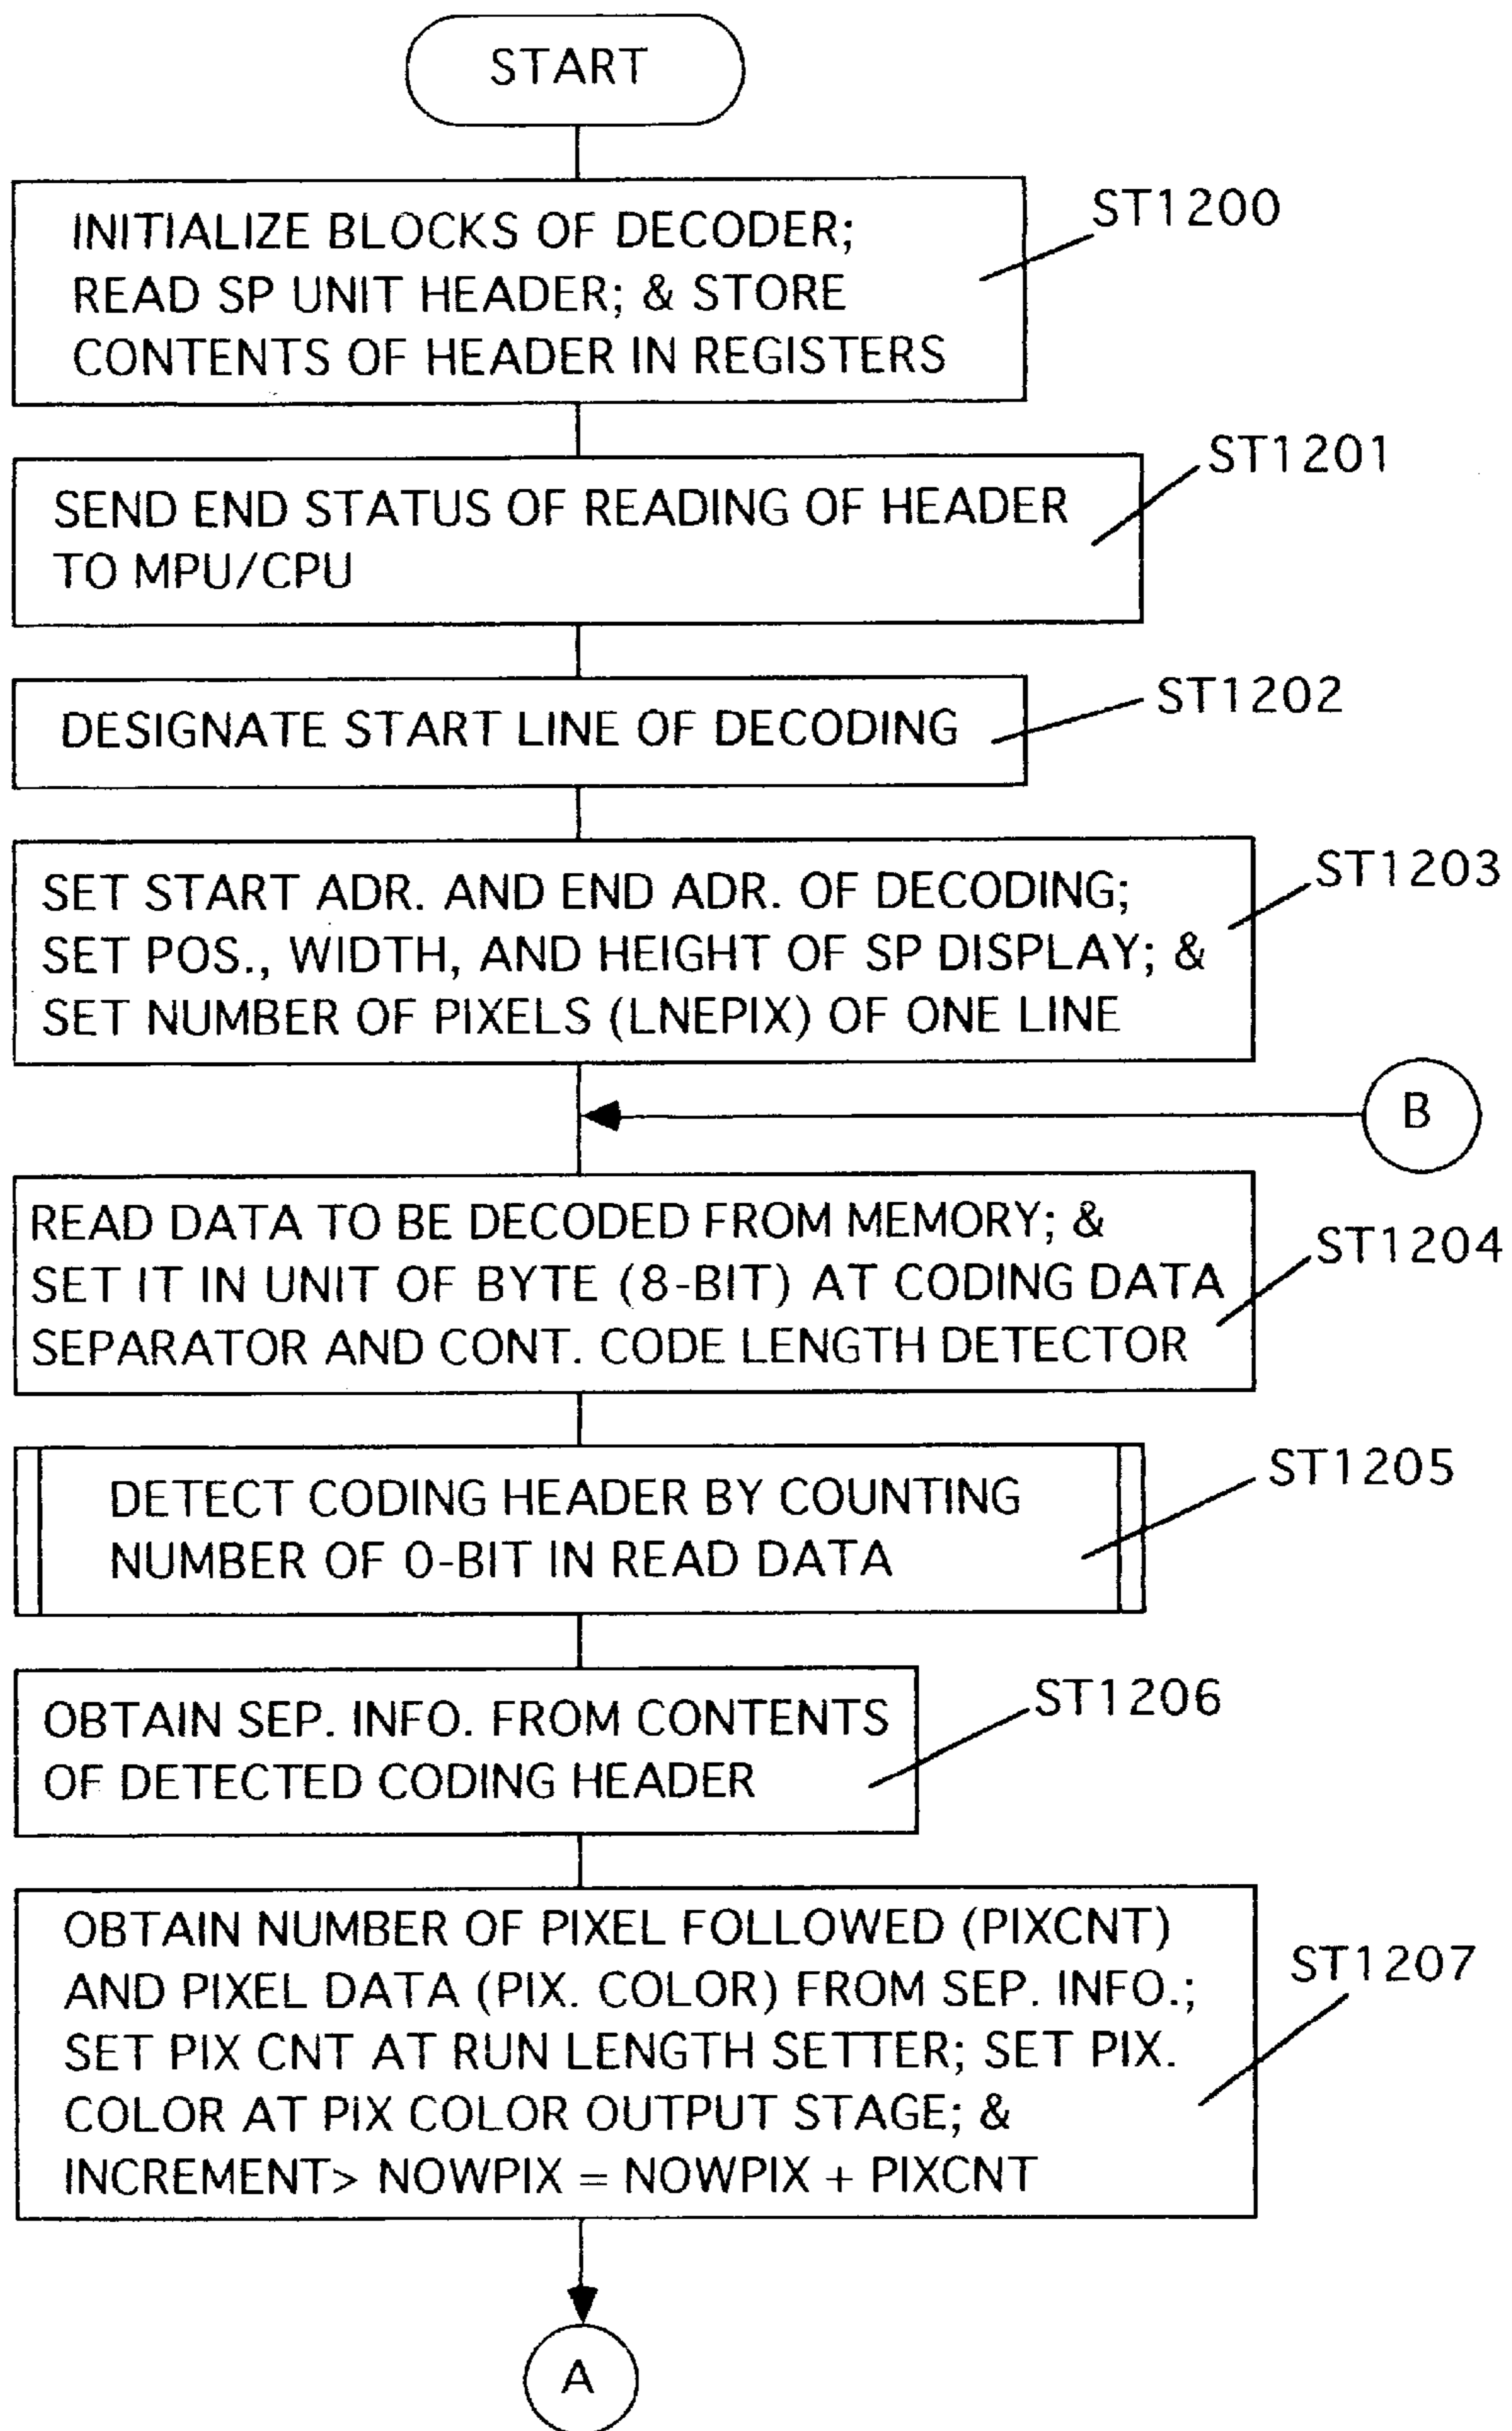 START
INITIALIZE BLOCKS OF DECODER;
READ SP UNIT HEADER; & STORE
CONTENTS OF HEADER IN REGISTERS
ST1200
SEND END STATUS OF READING OF HEADER
TO MPU/CPU
ST1201
DESIGNATE START LINE OF DECODING
ST1202
SET START ADR. AND END ADR. OF DECODING;
SET POS., WIDTH, AND HEIGHT OF SP DISPLAY; &
SET NUMBER OF PIXELS (LNEPIX) OF ONE LINE
ST1203
B
READ DATA TO BE DECODED FROM MEMORY; &
SET IT IN UNIT OF BYTE (8-BIT) AT CODING DATA
SEPARATOR AND CONT. CODE LENGTH DETECTOR
ST1204
DETECT CODING HEADER BY COUNTING
NUMBER OF 0-BIT IN READ DATA
ST1205
OBTAIN SEP. INFO. FROM CONTENTS
OF DETECTED CODING HEADER
ST1206
OBTAIN NUMBER OF PIXEL FOLLOWED (PIXCNT)
AND PIXEL DATA (PIX. COLOR) FROM SEP. INFO.;
SET PIX CNT AT RUN LENGTH SETTER; SET PIX.
COLOR AT PIX COLOR OUTPUT STAGE; &
INCREMENT> NOWPIX = NOWPIX + PIXCNT
ST1207
A